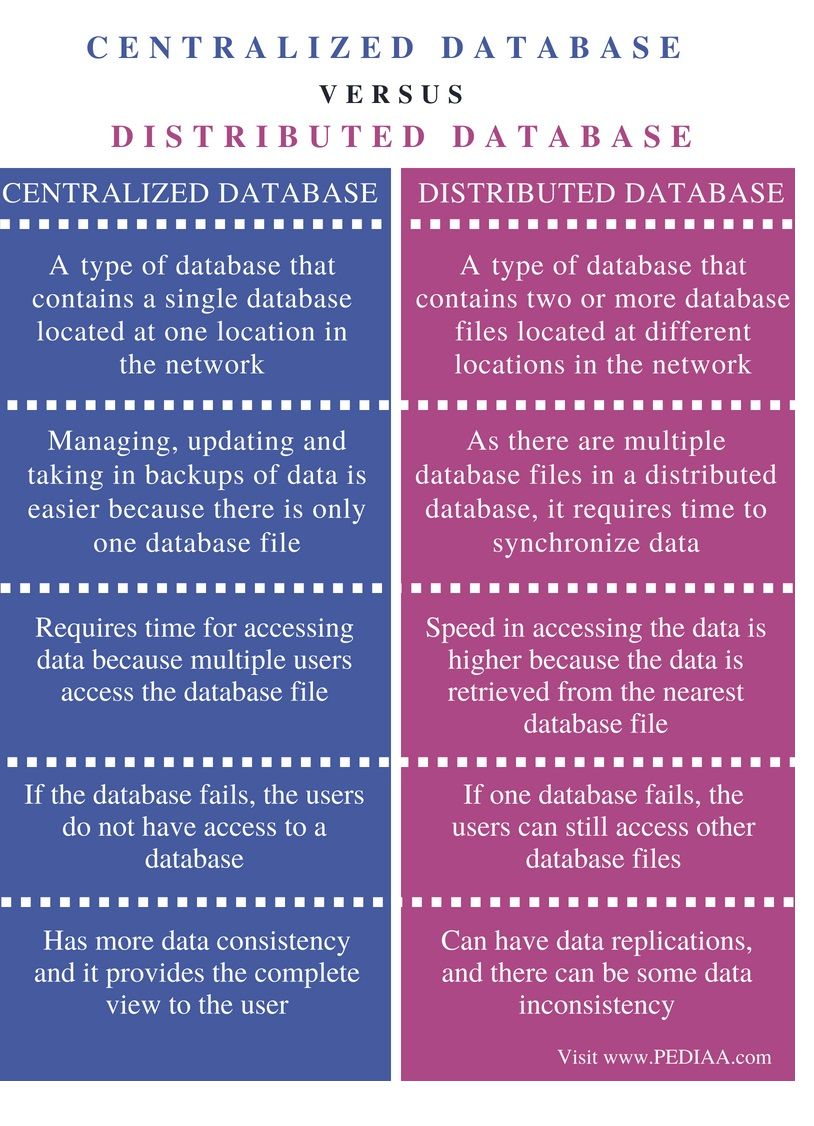 CENTRALIZED DATABASE
VERSUS
DISTRIBUTED DATABASE
CENTRALIZED DATABASE
A type of database that
contains a single database
located at one location in
the network
Managing, updating and
taking in backups of data is
easier because there is only
one database file
Requires time for accessing
data because multiple users
access the database file
If the database fails, the users
do not have access to a
database
Has more data consistency
and it provides the complete
view to the user
DISTRIBUTED DATABASE
A type of database that
contains two or more database
files located at different
locations in the network
As there are multiple
database files in a distributed
database, it requires time to
synchronize data
Speed in accessing the data is
higher because the data is
retrieved from the nearest
database file
If one database fails, the
users can still access other
database files
Can have data replications,
and there can be some data
inconsistency
Visit www.PEDIAA.com